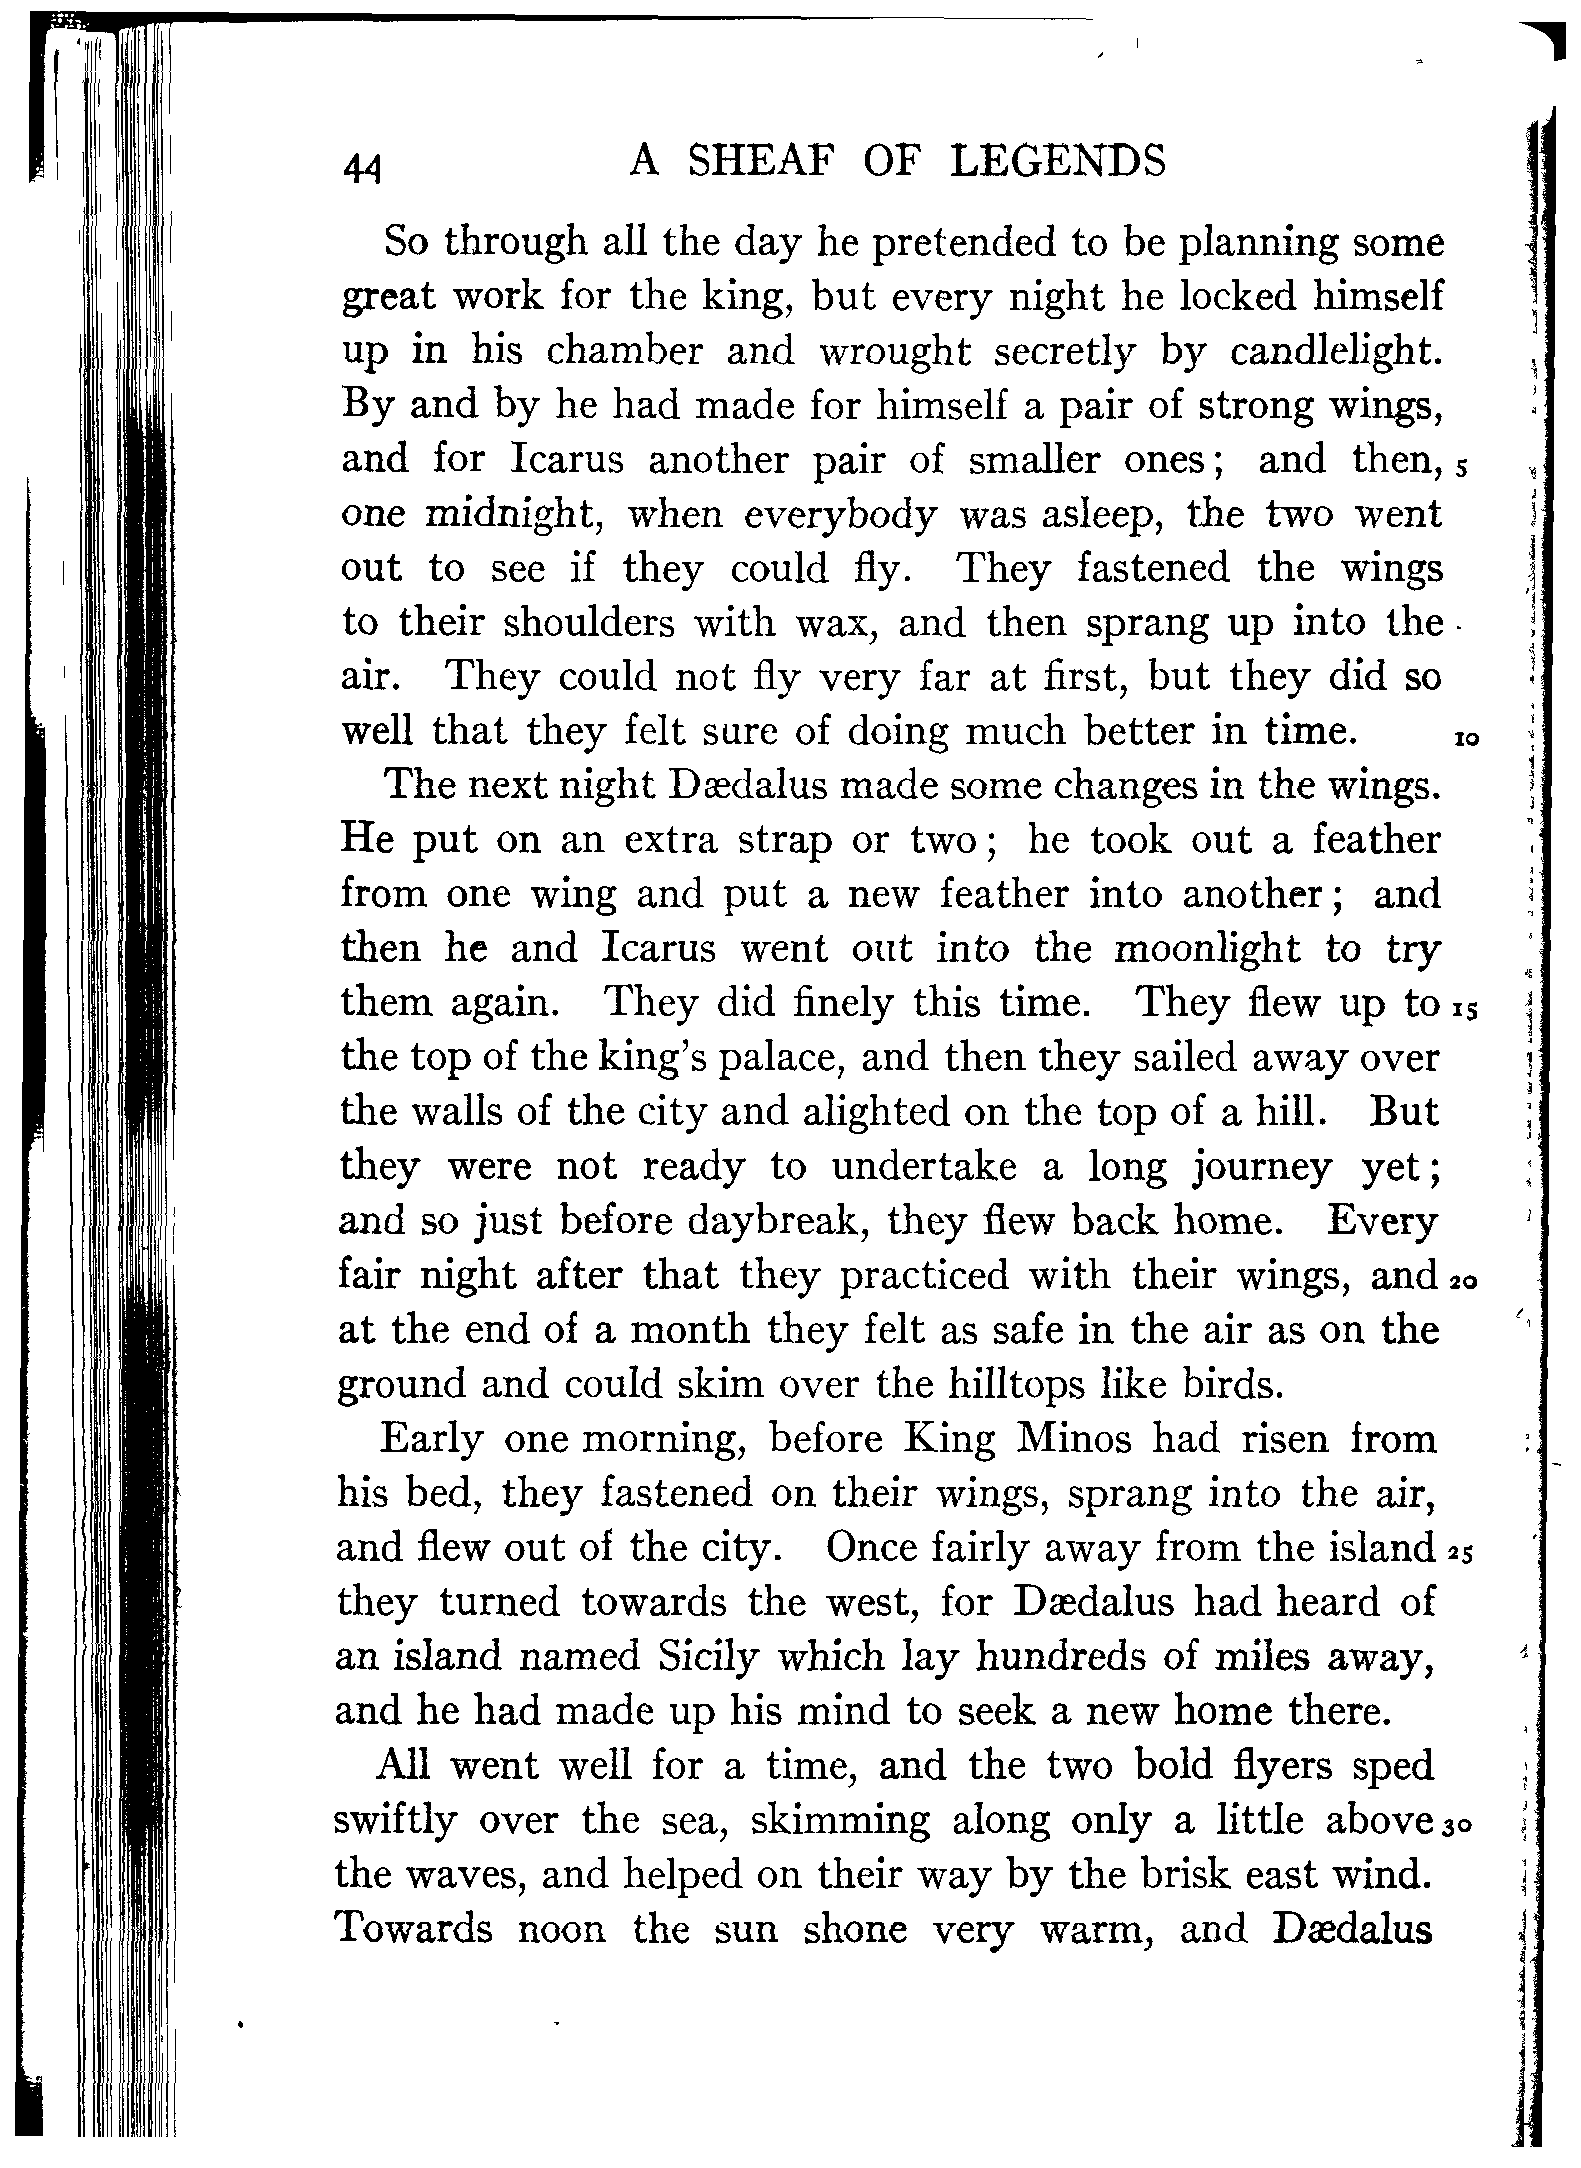 44 A SHEAF OF LEGENDS
So through all the day he pretended to be planning some
great work for the king, but every night he locked himself
up in his chamber and wrought secretly by candlelight.
By and by he had made for himself a pair of strong wings,
and for Icarus another pair of smaller ones; and then, 5
one midnight, when everybody was asleep, the two went
out to see if they could fly. They fastened the wings
to their shoulders with wax, and then sprang up into the
air. They could not fly very far at first, but they did so
well that they felt sure of doing much better in time. 10
The next night Dædalus made some changes in the wings.
He put on an extra strap or two; he took out a feather
from one wing and put a new feather into another; and
then he and Icarus went out into the moonlight to try
them again. They did finely this time. They flew up to 15
the top of the king's palace, and then they sailed away over
the walls of the city and alighted on the top of a hill. But
they were not ready to undertake a long journey yet;
and so just before daybreak, they flew back home. Every
fair night after that they practiced with their wings, and 20
at the end of a month they felt as safe in the air as on the
ground and could skim over the hilltops like birds.
Early one morning, before King Minos had risen from
his bed, they fastened on their wings, sprang into the air,
and flew out of the city. Once fairly away from the island 25
they turned towards the west, for Dædalus had heard of
an island named Sicily which lay hundreds of miles away,
and he had made up his mind to seek a new home there.
All went well for a time, and the two bold flyers sped
swiftly over the sea, skimming along only a little above 30
the waves, and helped on their way by the brisk east wind.
Towards noon the sun shone very warm, and Dædalus